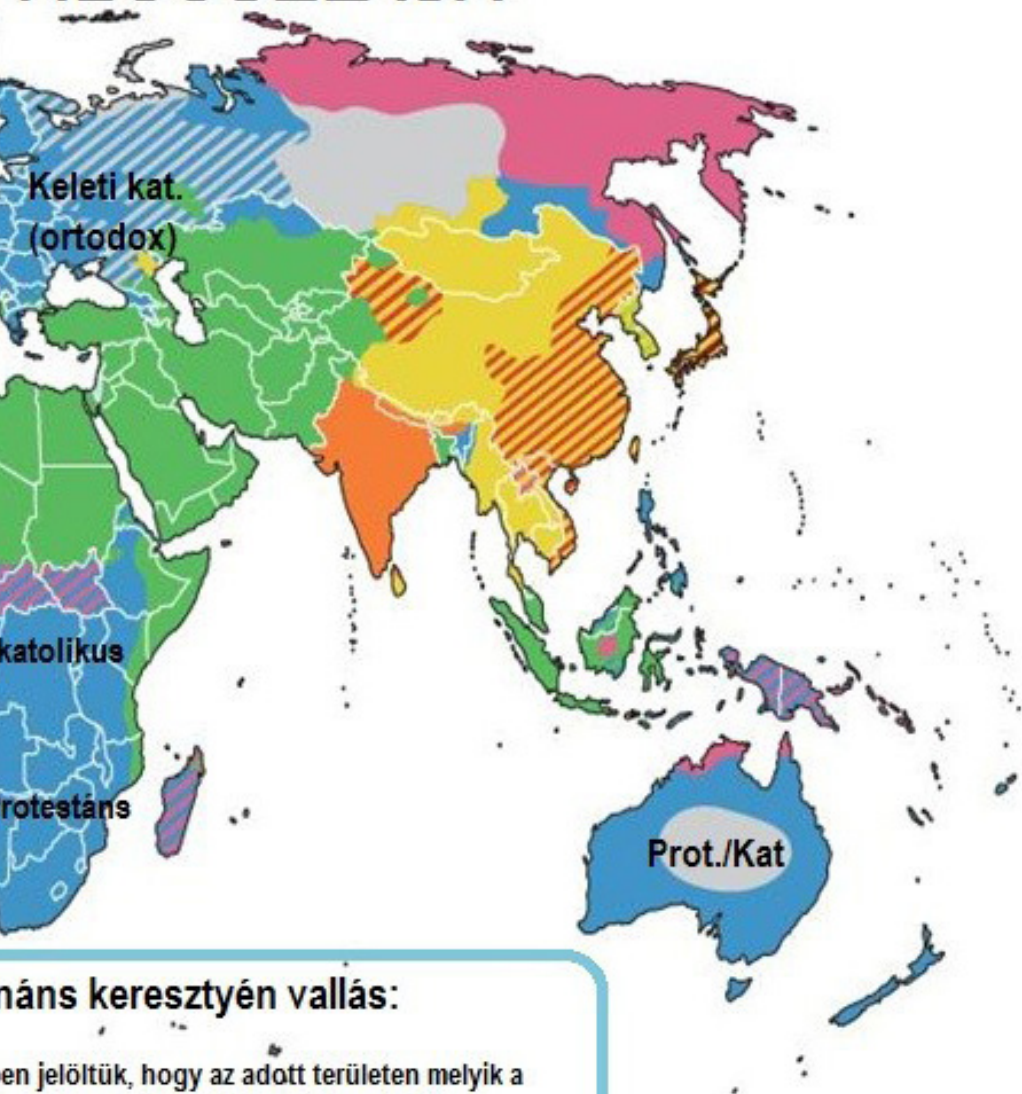 Keleti kat.
(ortodox)
katolikus
rotestáns
Prot./Kat
náns keresztyén vallás:
en jelöltük, hogy az adott területen melyik a